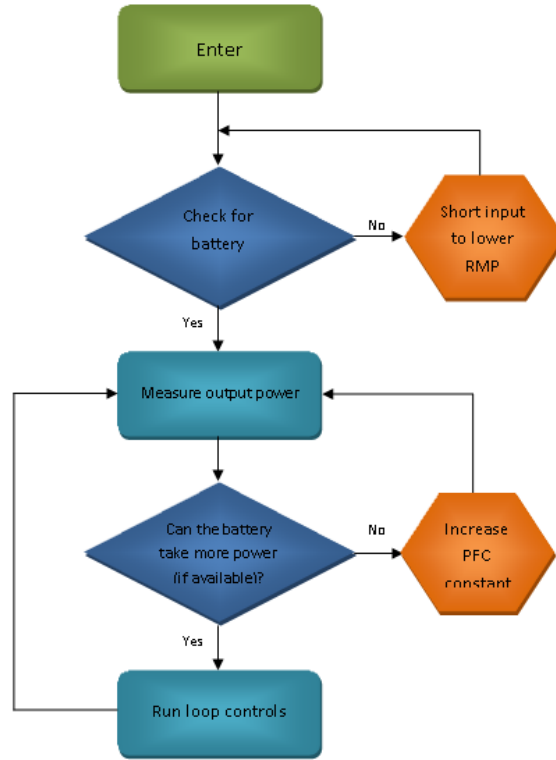 Enter
Check for
battery
No
Short input
to lower
RMP
Yes
Measure output power
Can the battery
take more power
(if available)?
No
Increase
PFC
constant
Yes
Run loop controls